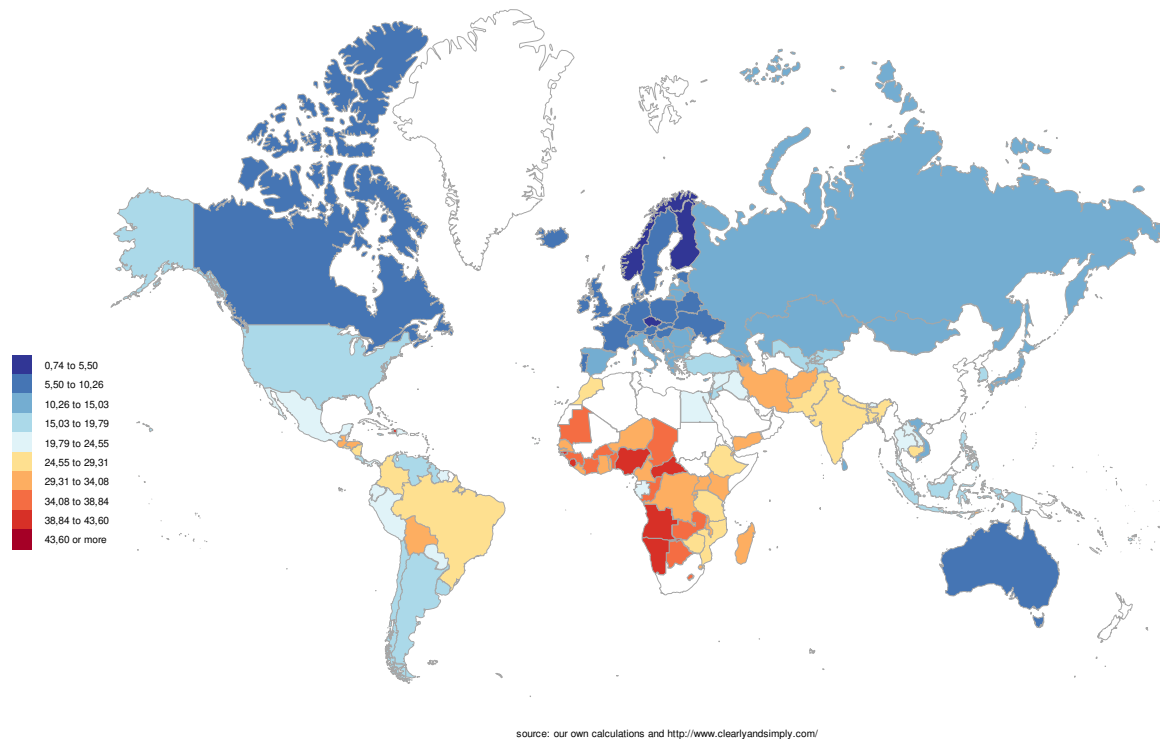 0,74 to 5,50
5,50 to 10,26
10,26 to 15,03
15,03 to 19,79
19,79 to 24,55
24,55 to 29,31
29,31 to 34,08
34,08 to 38,84
38,84 to 43,60
43,60 or more
source: our own calculations and http://www.clearlyandsimply.com/